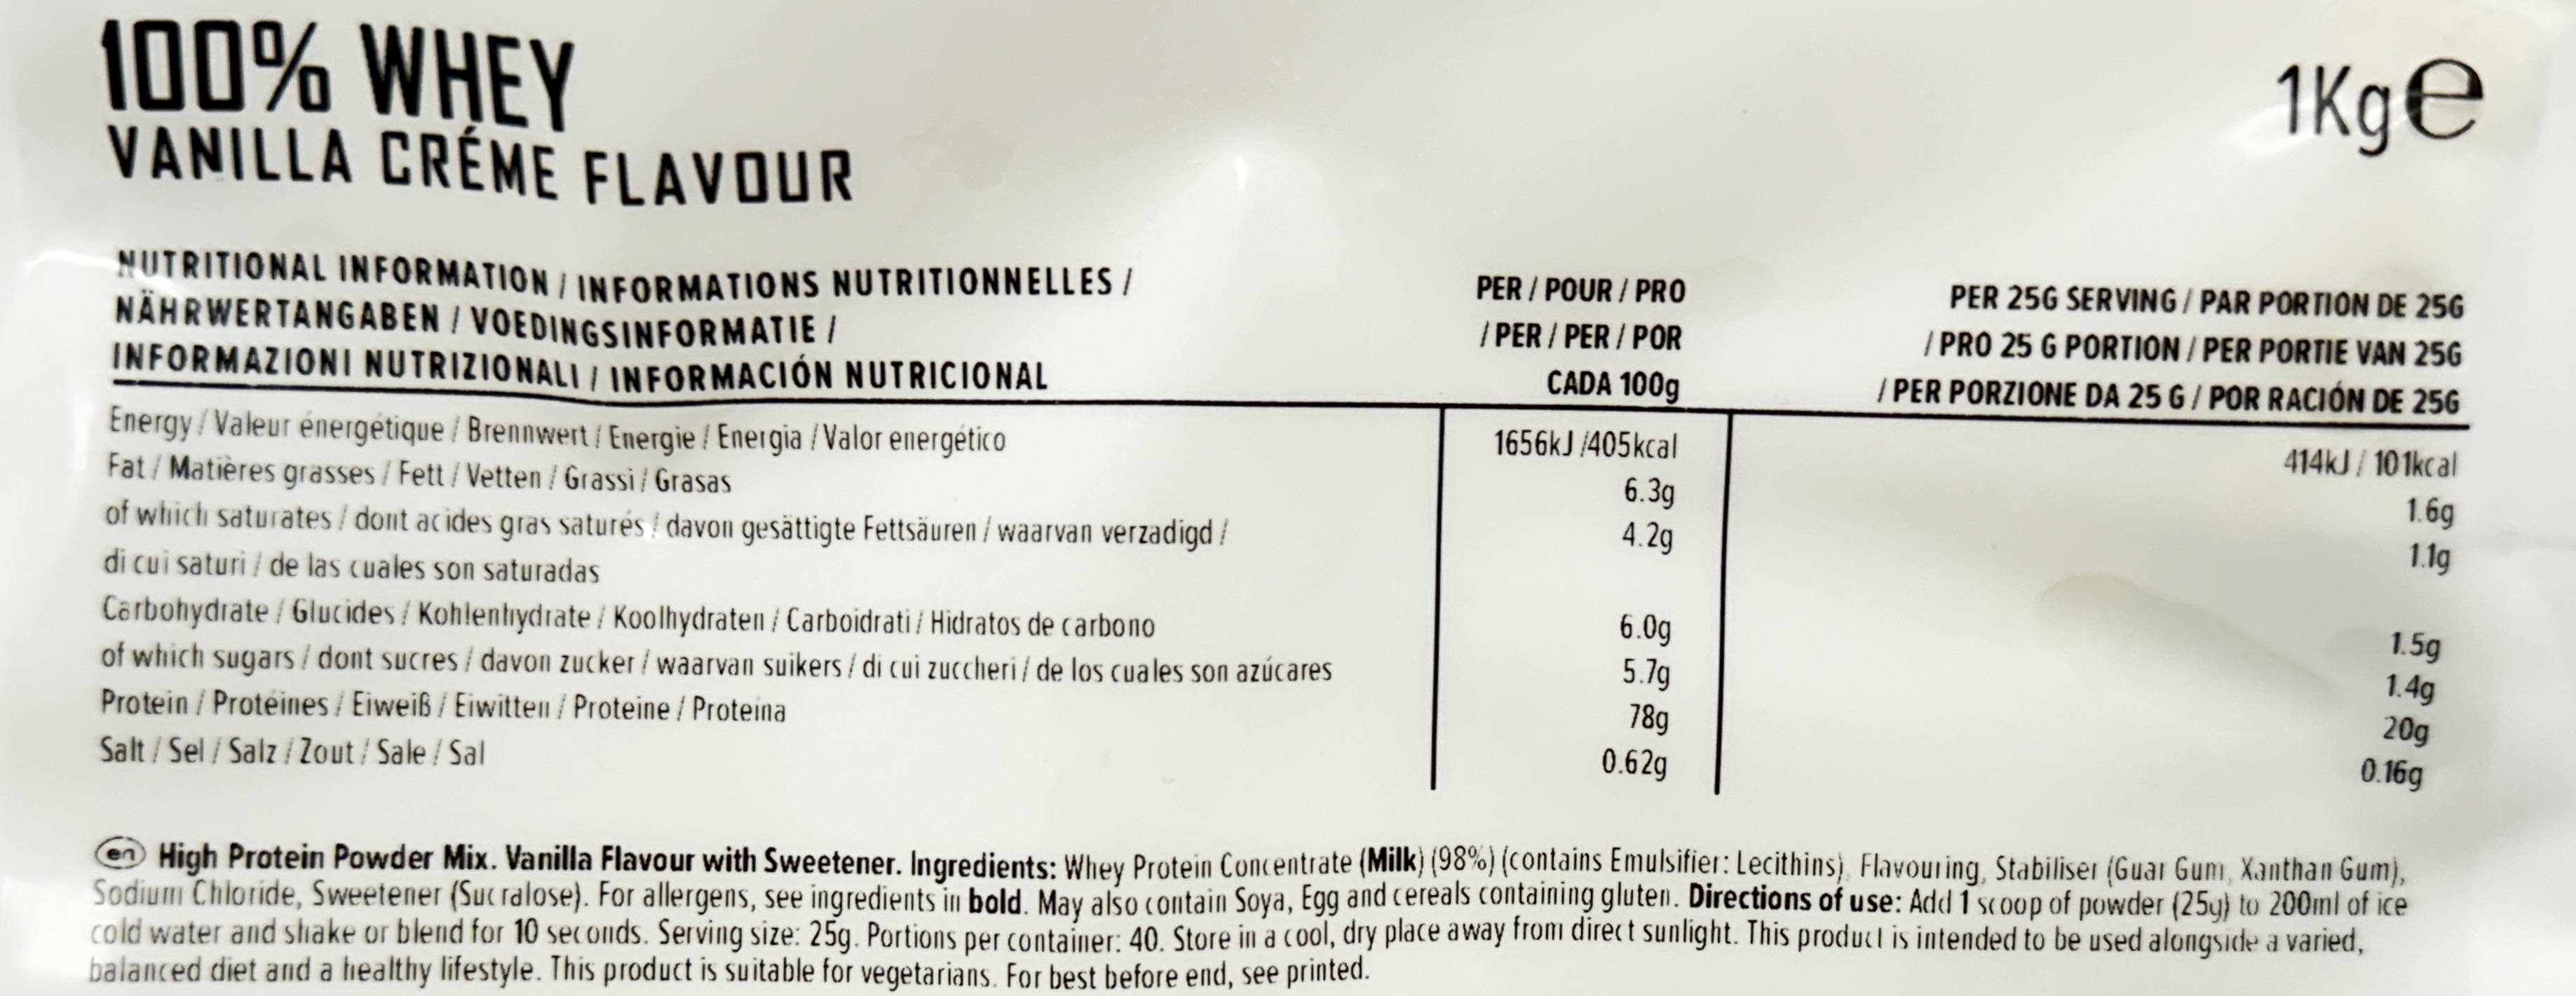 100% WHEY
1Kg℮
VANILLA CRÉME FLAVOUR
NUTRITIONAL INFORMATION / INFORMATIONS NUTRITIONNELLES /
NÄHRWERTANGABEN / VOEDINGSINFORMATIE /
INFORMAZIONI NUTRIZIONALI / INFORMACIÓN NUTRICIONAL
PER / POUR / PRO
/ PER / PER / POR
CADA 100g
PER 25G SERVING / PAR PORTION DE 25G
/ PRO 25 G PORTION / PER PORTIE VAN 25G
/ PER PORZIONE DA 25 G / POR RACIÓN DE 25G
Energy / Valeur énergétique / Brennwert / Energie / Energia / Valor energético 1656kJ /405kcal 414kJ / 101kcal
Fat / Matières grasses / Fett / Vetten / Grassi / Grasas 6.3g 1.6g
of which saturates / dont acides gras saturés / davon gesättigte Fettsäuren / waarvan verzadigd / 4.2g 1.1g
di cui saturi / de las cuales son saturadas
Carbohydrate / Glucides / Kohlenhydrate / Koolhydraten / Carboidrati / Hidratos de carbono 6.0g 1.5g
of which sugars / dont sucres / davon zucker / waarvan suikers / di cui zuccheri / de los cuales son azúcares 5.7g 1.4g
Protein / Protéines / Eiweiß / Eiwitten / Proteine / Proteína 78g 20g
Salt / Sel / Salz / Zout / Sale / Sal 0.62g 0.16g
en High Protein Powder Mix. Vanilla Flavour with Sweetener. Ingredients: Whey Protein Concentrate (Milk) (98%) (contains Emulsifier: Lecithins), Flavouring, Stabiliser (Guar Gum, Xanthan Gum),
Sodium Chloride, Sweetener (Sucralose). For allergens, see ingredients in bold. May also contain Soya, Egg and cereals containing gluten. Directions of use: Add 1 scoop of powder (25g) to 200ml of ice
cold water and shake or blend for 10 seconds. Serving size: 25g. Portions per container: 40. Store in a cool, dry place away from direct sunlight. This product is intended to be used alongside a varied,
balanced diet and a healthy lifestyle. This product is suitable for vegetarians. For best before end, see printed.